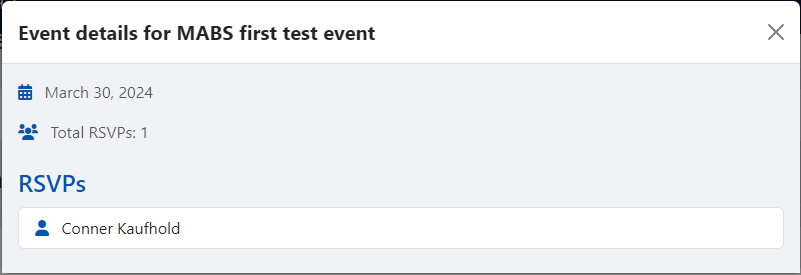 Event details for MABS first test event
March 30, 2024
Total RSVPs: 1
RSVPs
Conner Kaufhold